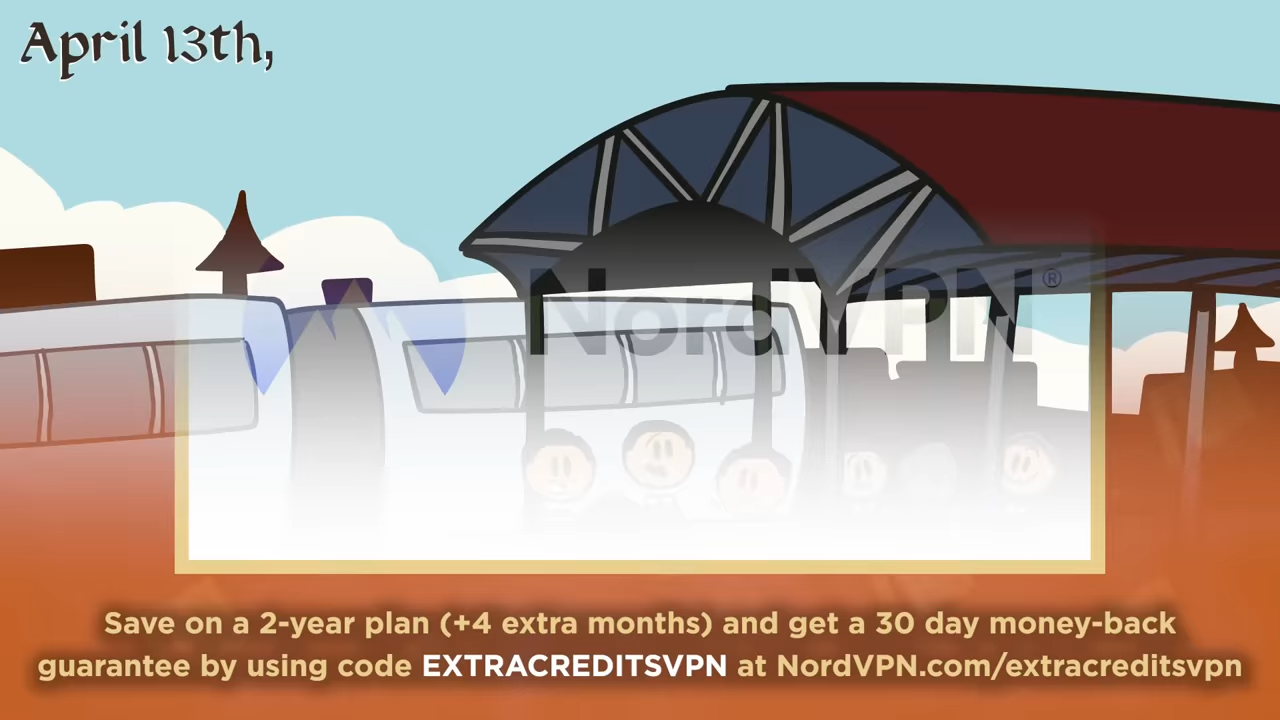 April 13th,
NordVPN®
Save on a 2-year plan (+4 extra months) and get a 30 day money-back
guarantee by using code EXTRACREDITSVPN at NordVPN.com/extracreditsvpn